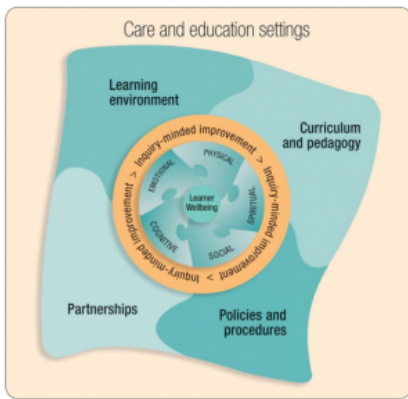 Care and education settings
Learning
environment
Curriculum
and pedagogy
Inquiry-minded improvement > Inquiry-minded improvement > Inquiry-minded improvement >
EMOTIONAL
PHYSICAL
SPIRITUAL
SOCIAL
COGNITIVE
Learner
Wellbeing
Partnerships
Policies and
procedures